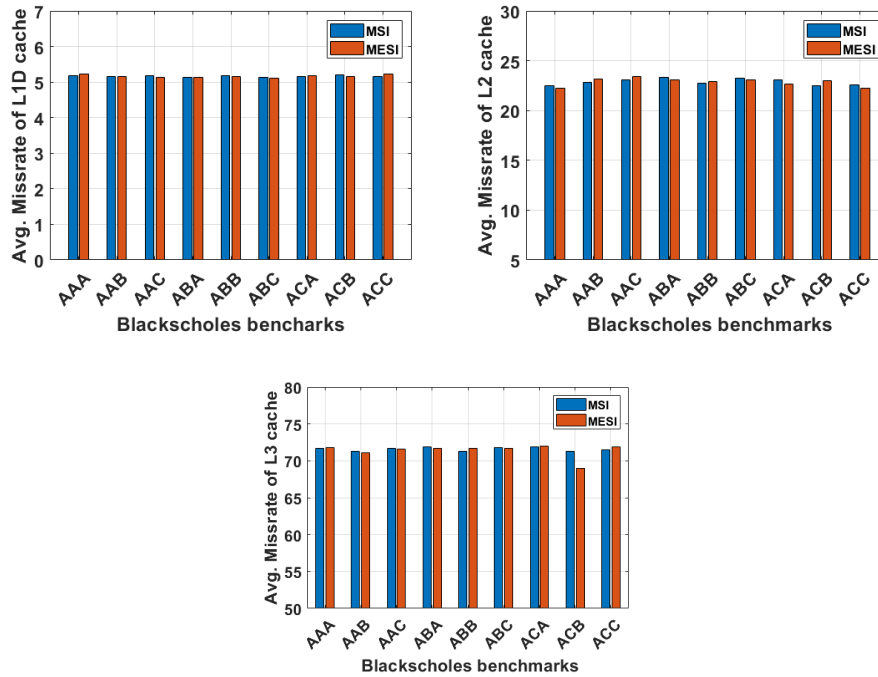 Avg. Missrate of L1D cache
7
6
5
4
3
2
1
0
MSI
MESI
AAA AAB AAC ABA ABB ABC ACA ACB ACC
Blackscholes bencharks
Avg. Missrate of L2 cache
30
25
20
15
10
5
MSI
MESI
AAA AAB AAC ABA ABB ABC ACA ACB ACC
Blackscholes benchmarks
Avg. Missrate of L3 cache
80
75
70
65
60
55
50
MSI
MESI
AAA AAB AAC ABA ABB ABC ACA ACB ACC
Blackscholes benchmarks